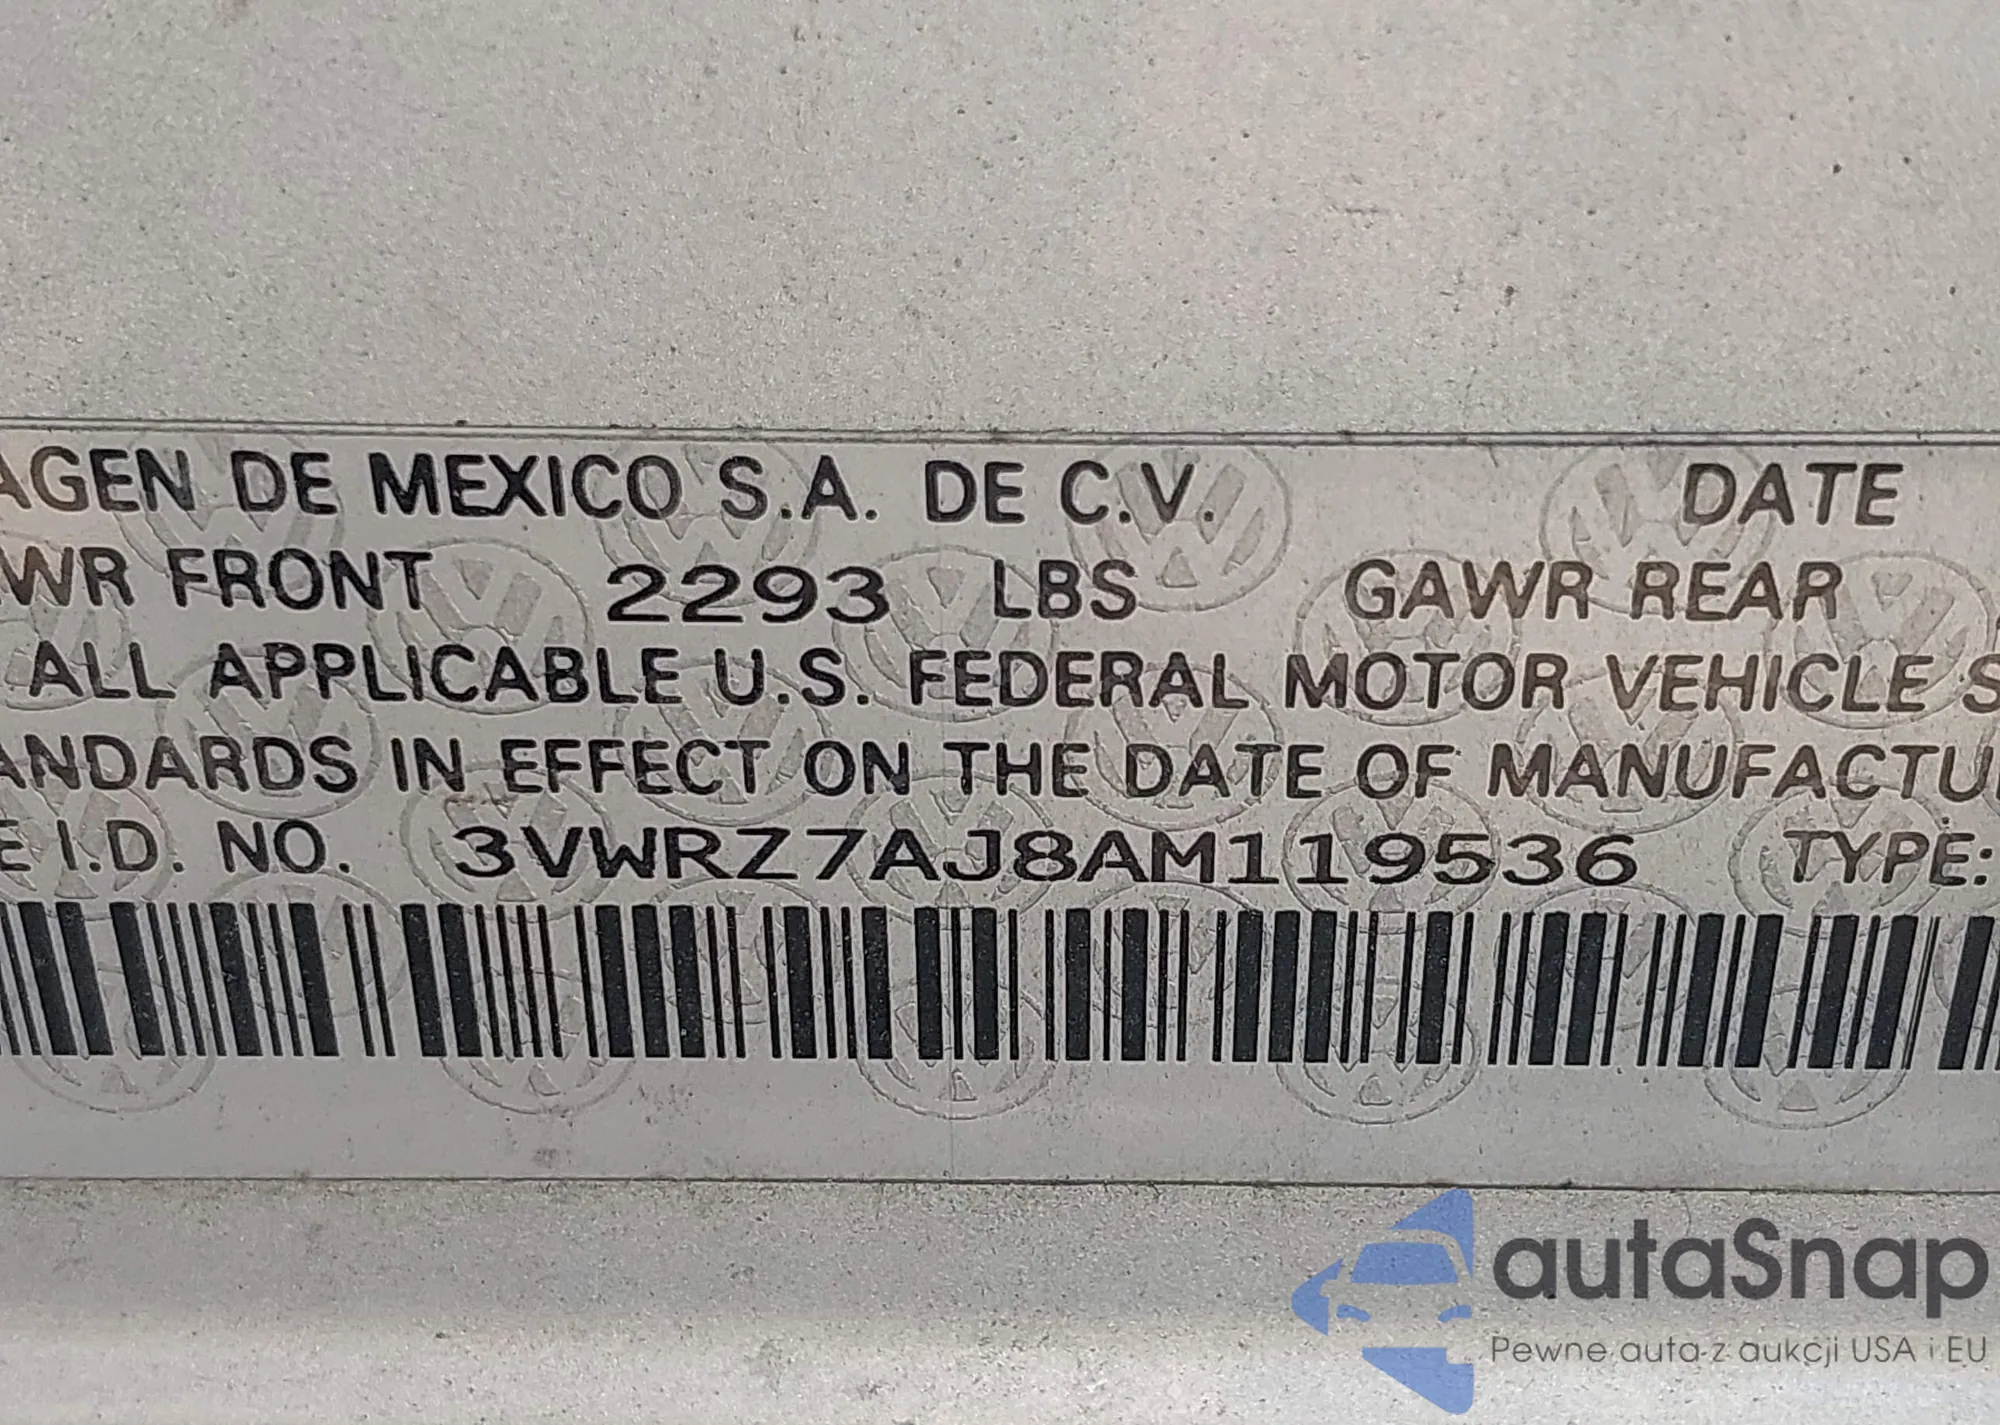 AGEN DE MEXICO S.A. DE C.V. DATE
WR FRONT 2293 LBS GAWR REAR
ALL APPLICABLE U.S. FEDERAL MOTOR VEHICLE S
ANDARDS IN EFFECT ON THE DATE OF MANUFACTU
E I.D. NO. 3VWRZ7AJ8AM119536 TYPE:
autaSnap
Pewne auta z aukcji USA i EU